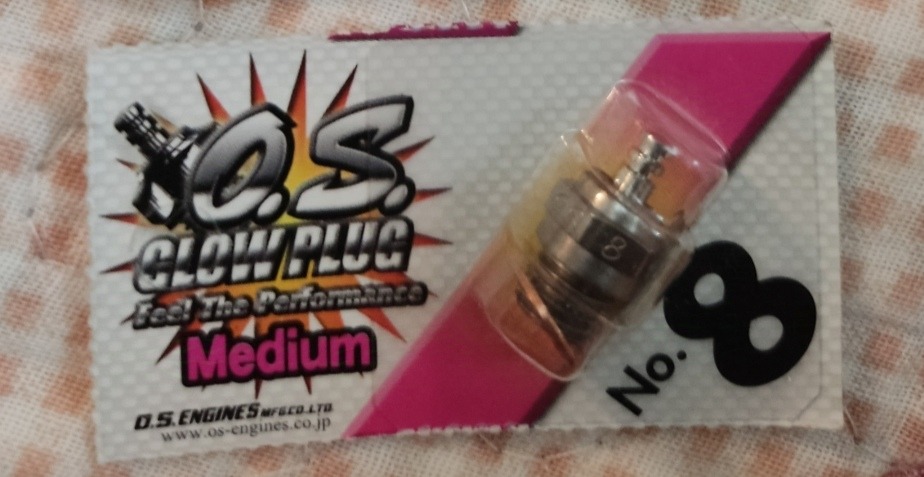 O.S.
GLOW PLUG
Feel The Performance
Medium
O.S. ENGINES MFG.CO.,LTD.
www.os-engines.co.jp
8
No. 8